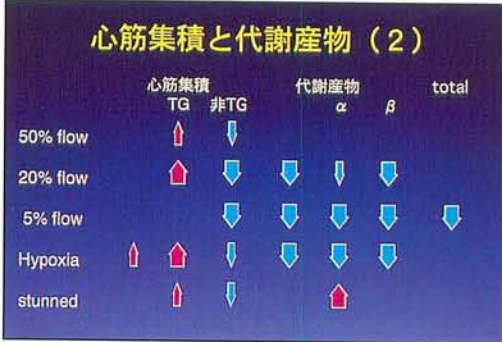 心筋集積と代謝産物（2）
心筋集積 代謝産物 total
TG 非TG α β
50% flow
20% flow
5% flow
Hypoxia
stunned